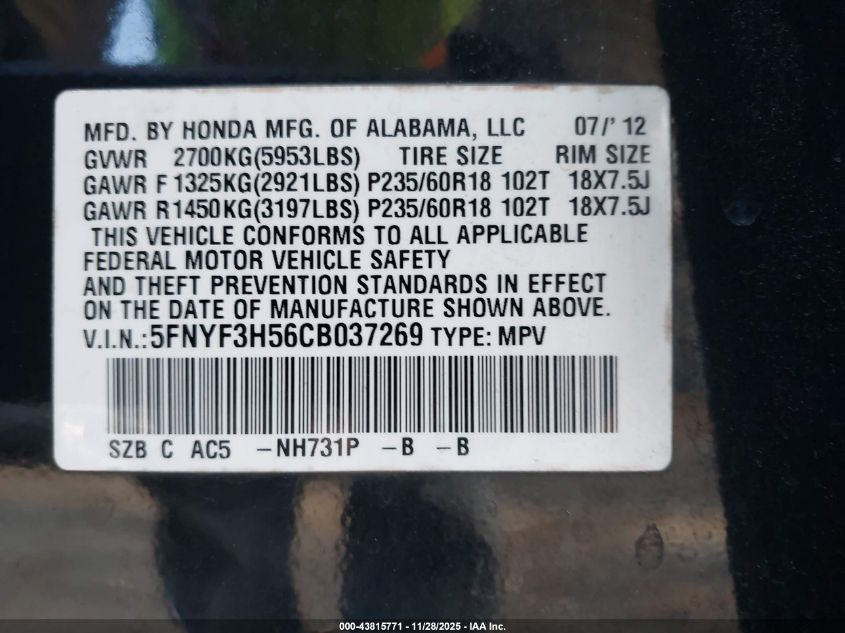 MFD. BY HONDA MFG. OF ALABAMA, LLC 07/'12
GVWR 2700KG(5953LBS) TIRE SIZE RIM SIZE
GAWR F1325KG(2921LBS) P235/60R18 102T 18X7.5J
GAWR R1450KG(3197LBS) P235/60R18 102T 18X7.5J
THIS VEHICLE CONFORMS TO ALL APPLICABLE
FEDERAL MOTOR VEHICLE SAFETY
AND THEFT PREVENTION STANDARDS IN EFFECT
ON THE DATE OF MANUFACTURE SHOWN ABOVE.
V.I.N.:5FNYF3H56CB037269 TYPE: MPV
SZB C AC5 -NH731P -B -B
000-43815771 - 11/28/2025 - IAA Inc.